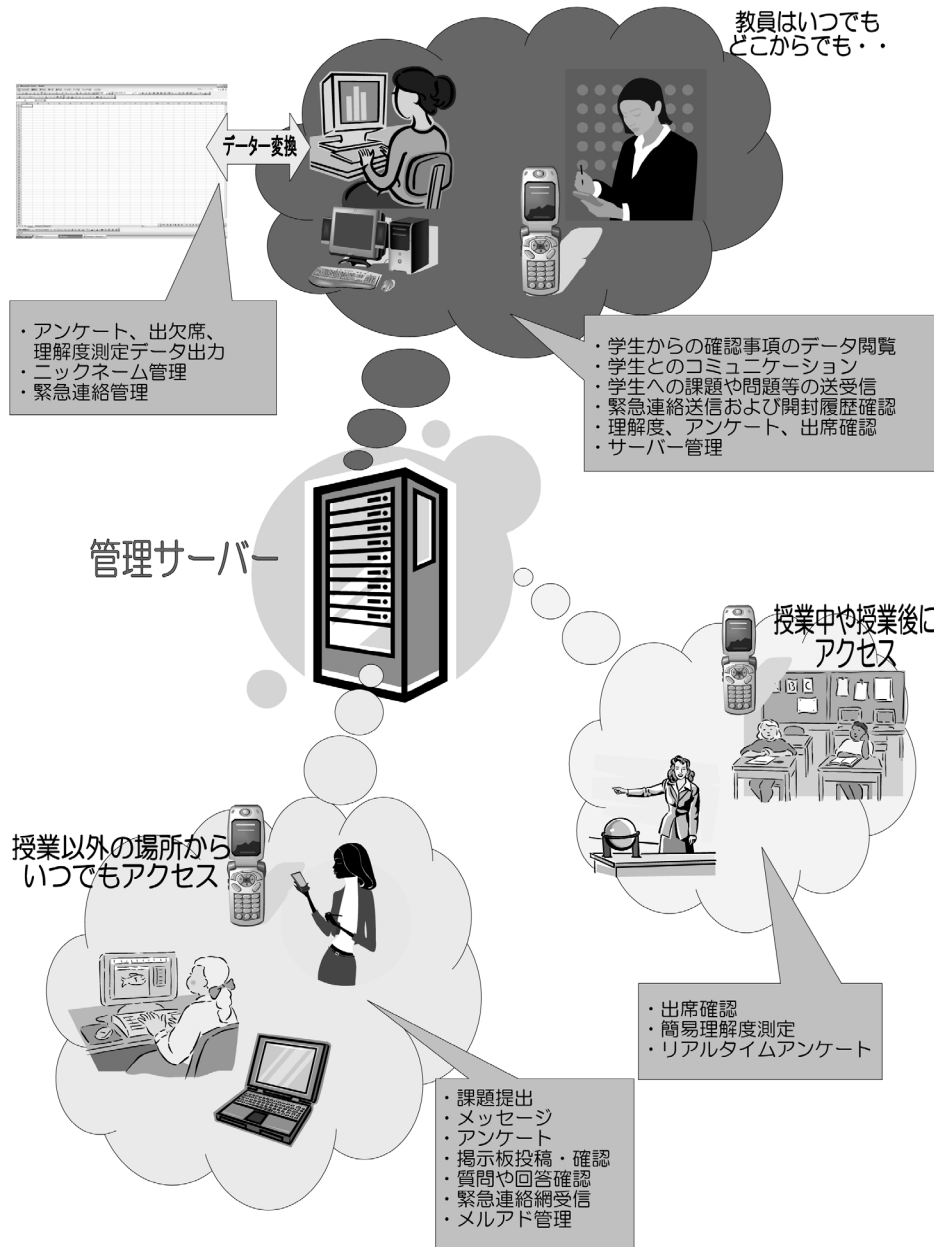 教員はいつでも
どこからでも・・
データー変換
・アンケート、出欠席、
理解度測定データ出力
・ニックネーム管理
・緊急連絡管理
・学生からの確認事項のデータ閲覧
・学生とのコミュニケーション
・学生への課題や問題等の送受信
・緊急連絡送信および開封履歴確認
・理解度、アンケート、出席確認
・サーバー管理
管理サーバー
授業中や授業後に
アクセス
A B C
授業以外の場所から
いつでもアクセス
・出席確認
・簡易理解度測定
・リアルタイムアンケート
・課題提出
・メッセージ
・アンケート
・掲示板投稿・確認
・質問や回答確認
・緊急連絡網受信
・メルアド管理